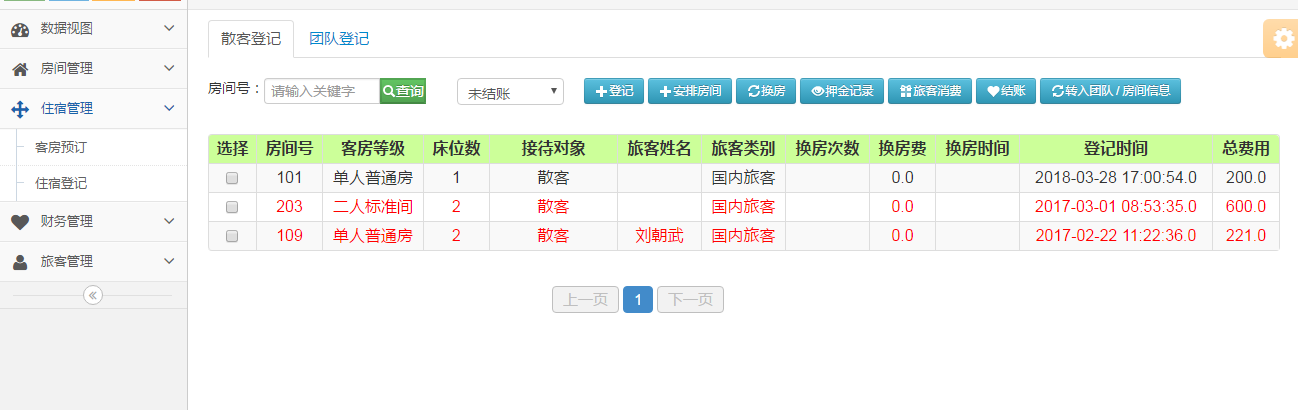 数据视图
房间管理
住宿管理
客房预订
住宿登记
财务管理
旅客管理
散客登记 团队登记
房间号： 请输入关键字 查询 未结账 登记 安排房间 换房 押金记录 旅客消费 结账 转入团队 / 房间信息
选择 房间号 客房等级 床位数 接待对象 旅客姓名 旅客类别 换房次数 换房费 换房时间 登记时间 总费用
101 单人普通房 1 散客 国内旅客 0.0 2018-03-28 17:00:54.0 200.0
203 二人标准间 2 散客 国内旅客 0.0 2017-03-01 08:53:35.0 600.0
109 单人普通房 2 散客 刘朝武 国内旅客 0.0 2017-02-22 11:22:36.0 221.0
上一页 1 下一页